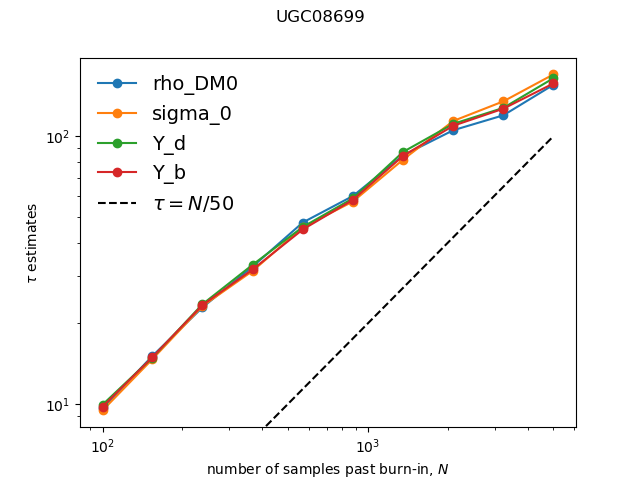 UGC08699
rho_DM0
sigma_0
Y_d
Y_b
τ = N/50
10²
10¹
τ estimates
10² 10³
number of samples past burn-in, N